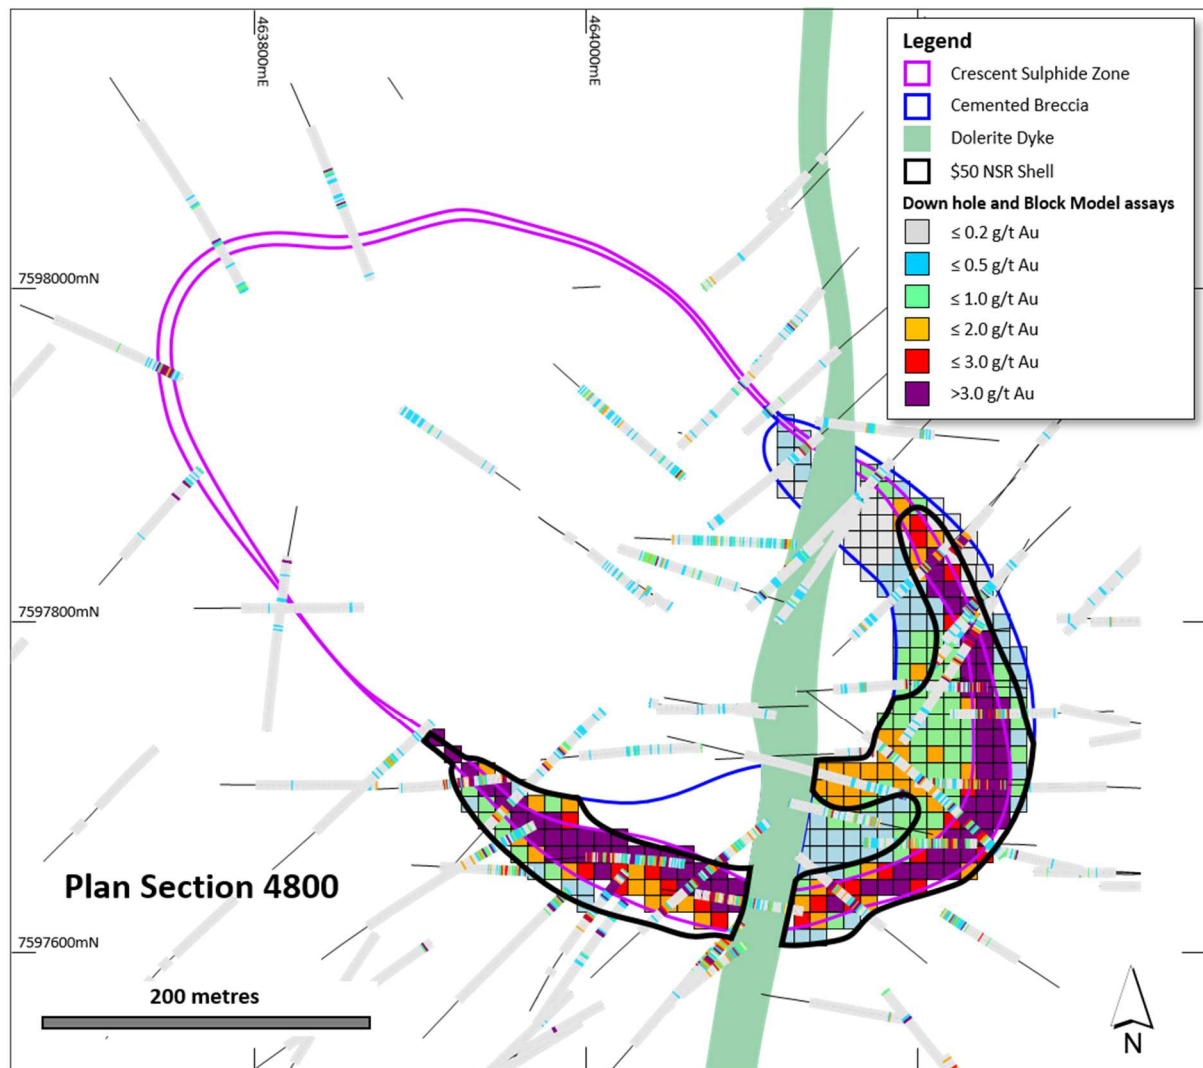 463800mE
464000mE
Legend
Crescent Sulphide Zone
Cemented Breccia
Dolerite Dyke
$50 NSR Shell
Down hole and Block Model assays
≤ 0.2 g/t Au
≤ 0.5 g/t Au
≤ 1.0 g/t Au
≤ 2.0 g/t Au
≤ 3.0 g/t Au
>3.0 g/t Au
7598000mN
7597800mN
Plan Section 4800
7597600mN
200 metres
N